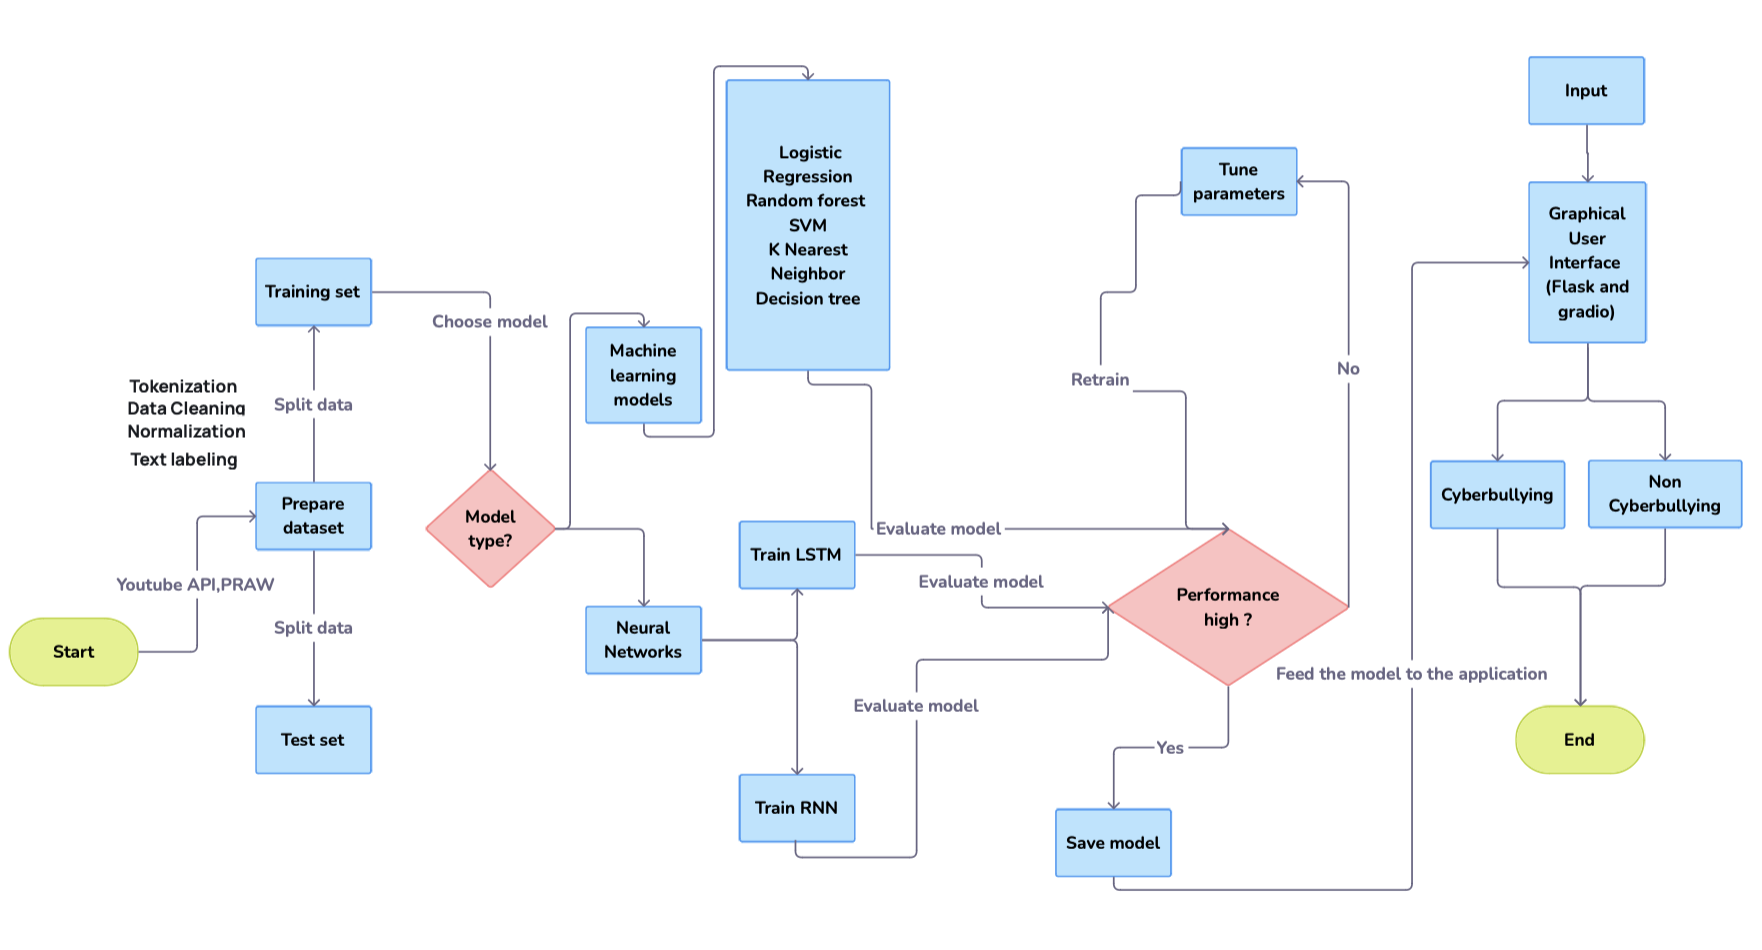 Start
Youtube API,PRAW
Tokenization
Data Cleaning
Normalization
Text labeling
Prepare
dataset
Split data
Training set
Split data
Test set
Choose model
Model
type?
Machine
learning
models
Logistic
Regression
Random forest
SVM
K Nearest
Neighbor
Decision tree
Neural
Networks
Train LSTM
Train RNN
Evaluate model
Evaluate model
Evaluate model
Performance
high ?
No
Tune
parameters
Retrain
Yes
Save model
Feed the model to the application
Input
Graphical
User
Interface
(Flask and
gradio)
Cyberbullying
Non
Cyberbullying
End